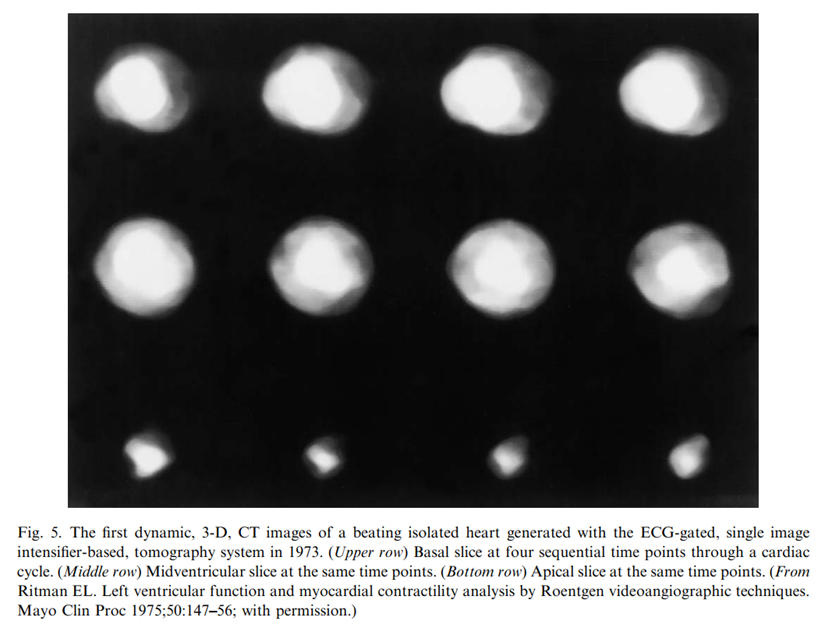 Fig. 5. The first dynamic, 3-D, CT images of a beating isolated heart generated with the ECG-gated, single image
intensifier-based, tomography system in 1973. (Upper row) Basal slice at four sequential time points through a cardiac
cycle. (Middle row) Midventricular slice at the same time points. (Bottom row) Apical slice at the same time points. (From
Ritman EL. Left ventricular function and myocardial contractility analysis by Roentgen videoangiographic techniques.
Mayo Clin Proc 1975;50:147–56; with permission.)